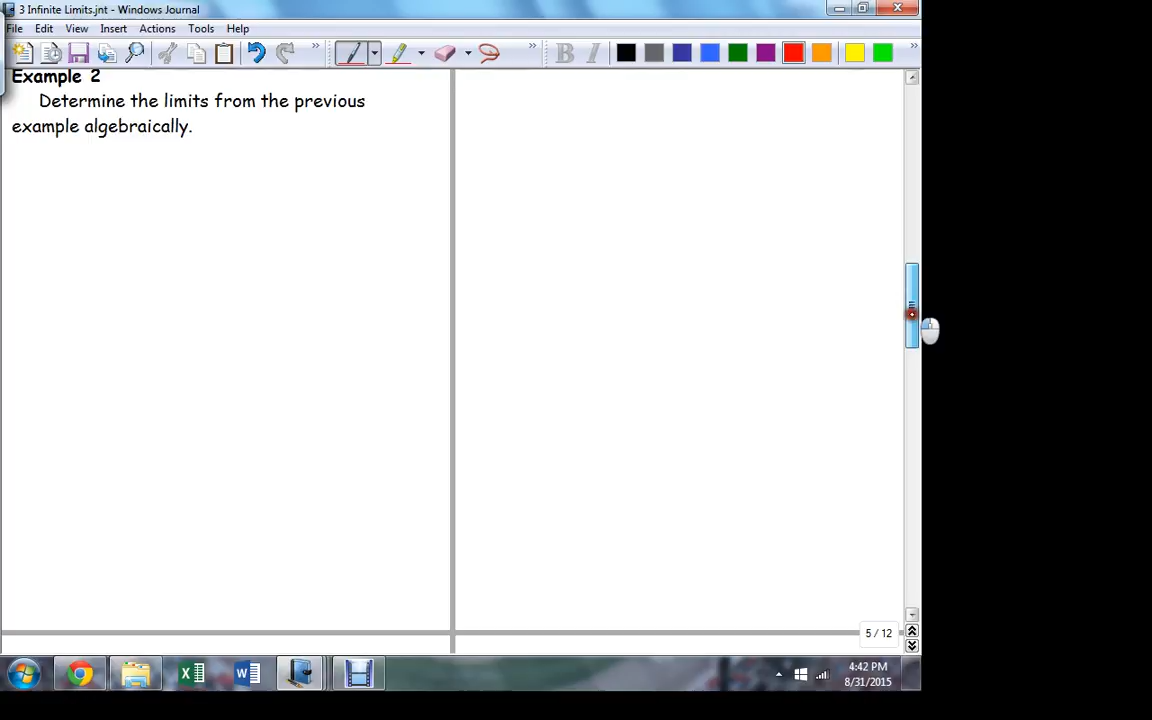 3 Infinite Limits.jnt - Windows Journal
File Edit View Insert Actions Tools Help
B I
Example 2
Determine the limits from the previous
example algebraically.
5 / 12
4:42 PM
8/31/2015